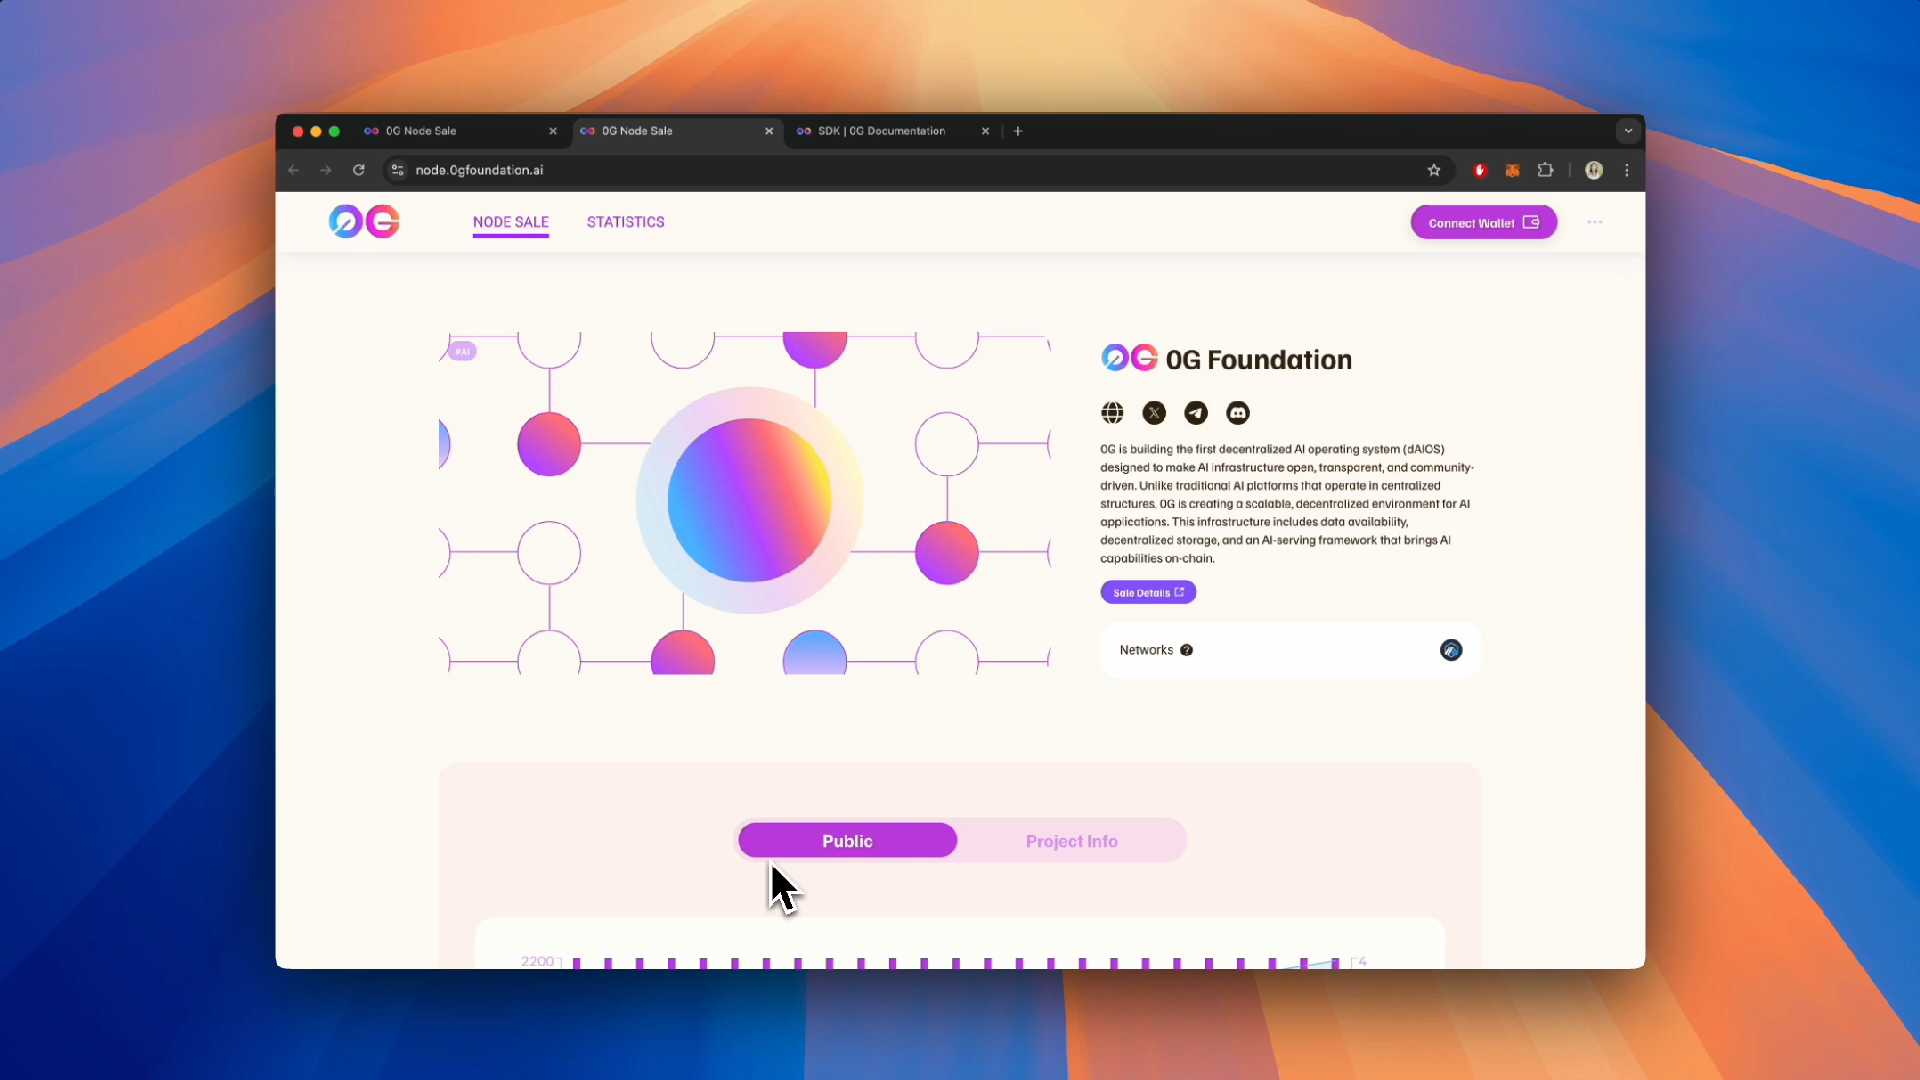 0G Node Sale
0G Node Sale
SDK | 0G Documentation
node.0gfoundation.ai
0G
NODE SALE
STATISTICS
Connect Wallet
#AI
0G 0G Foundation
0G is building the first decentralized AI operating system (dAIOS)
designed to make AI infrastructure open, transparent, and community-
driven. Unlike traditional AI platforms that operate in centralized
structures, 0G is creating a scalable, decentralized environment for AI
applications. This infrastructure includes data availability,
decentralized storage, and an AI-serving framework that brings AI
capabilities on-chain.
Sale Details
Networks ?
Public
Project Info
2200
4